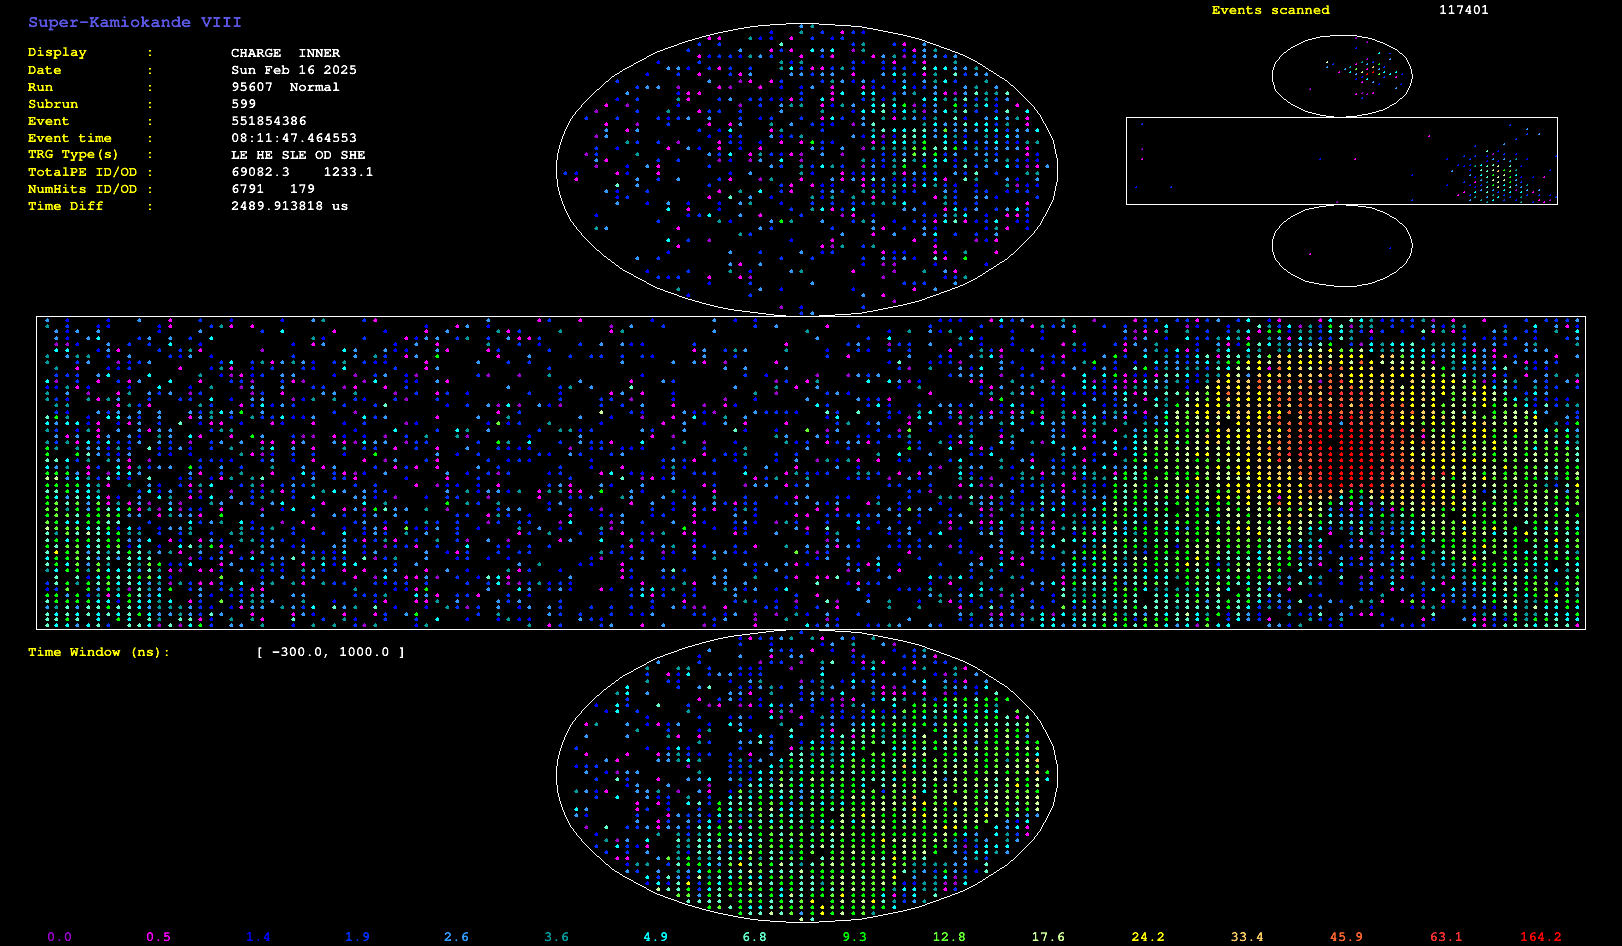 Super-Kamiokande VIII
Events scanned 117401
Display : CHARGE INNER
Date : Sun Feb 16 2025
Run : 95607 Normal
Subrun : 599
Event : 551854386
Event time : 08:11:47.464553
TRG Type(s) : LE HE SLE OD SHE
TotalPE ID/OD : 69082.3 1233.1
NumHits ID/OD : 6791 179
Time Diff : 2489.913818 us
Time Window (ns): [ -300.0, 1000.0 ]
0.0 0.5 1.4 1.9 2.6 3.6 4.9 6.8 9.3 12.8 17.6 24.2 33.4 45.9 63.1 164.2